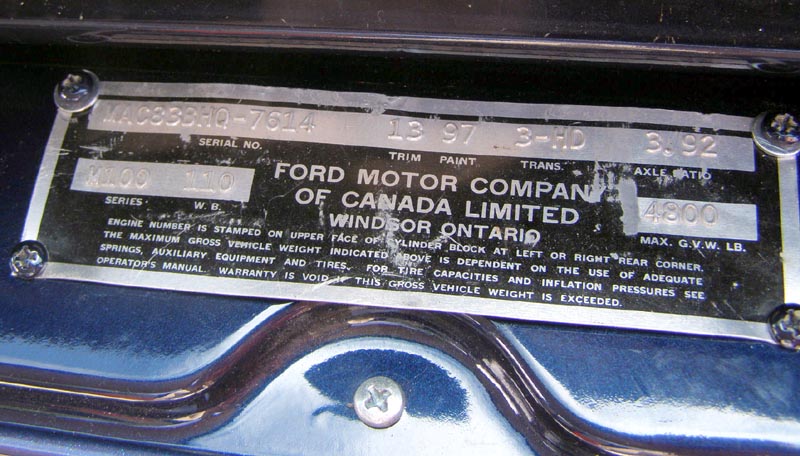 MAC833HQ-7614 13 97 3-HD 3.92
SERIAL NO. TRIM PAINT TRANS. AXLE RATIO
M100 110 4800
SERIES W.B. MAX. G.V.W. LB.
FORD MOTOR COMPANY
OF CANADA LIMITED
WINDSOR ONTARIO
ENGINE NUMBER IS STAMPED ON UPPER FACE OF CYLINDER BLOCK AT LEFT OR RIGHT REAR CORNER.
THE MAXIMUM GROSS VEHICLE WEIGHT INDICATED ABOVE IS DEPENDENT ON THE USE OF ADEQUATE
SPRINGS, AUXILIARY EQUIPMENT AND TIRES. FOR TIRE CAPACITIES AND INFLATION PRESSURES SEE
OPERATOR'S MANUAL. WARRANTY IS VOID IF THIS GROSS VEHICLE WEIGHT IS EXCEEDED.